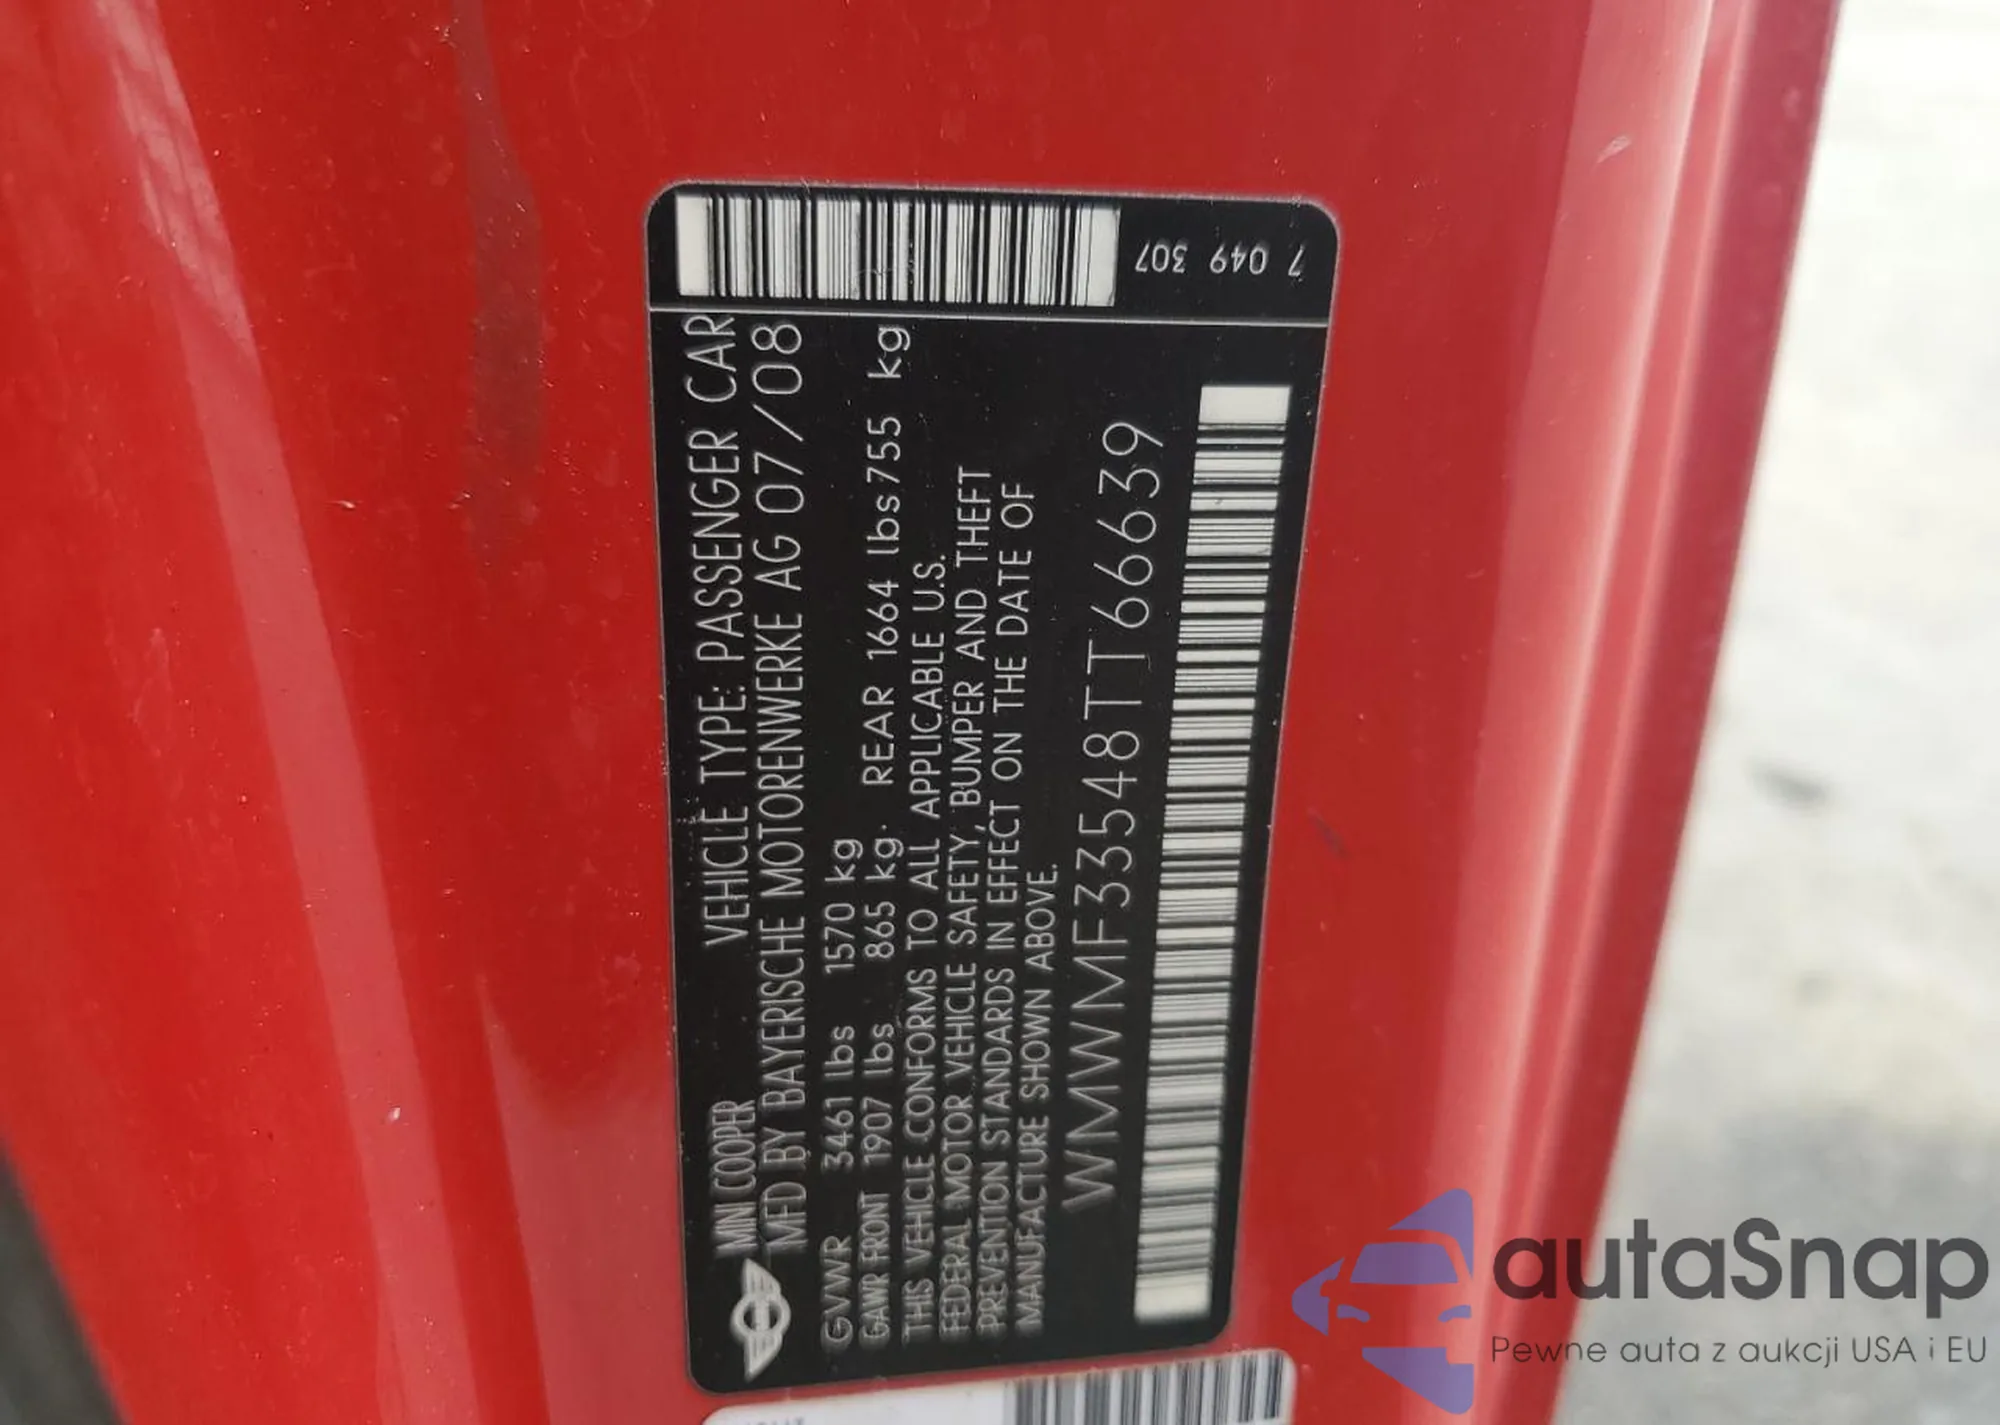 MINI COOPER VEHICLE TYPE: PASSENGER CAR
MFD BY BAYERISCHE MOTORENWERKE AG 07/08
GVWR 3461 lbs 1570 kg
GAWR FRONT 1907 lbs 865 kg. REAR 1664 lbs 755 kg
THIS VEHICLE CONFORMS TO ALL APPLICABLE U.S.
FEDERAL MOTOR VEHICLE SAFETY, BUMPER AND THEFT
PREVENTION STANDARDS IN EFFECT ON THE DATE OF
MANUFACTURE SHOWN ABOVE.
WMWMF33548TT66639
7 049 307
autaSnap
Pewne auta z aukcji USA i EU